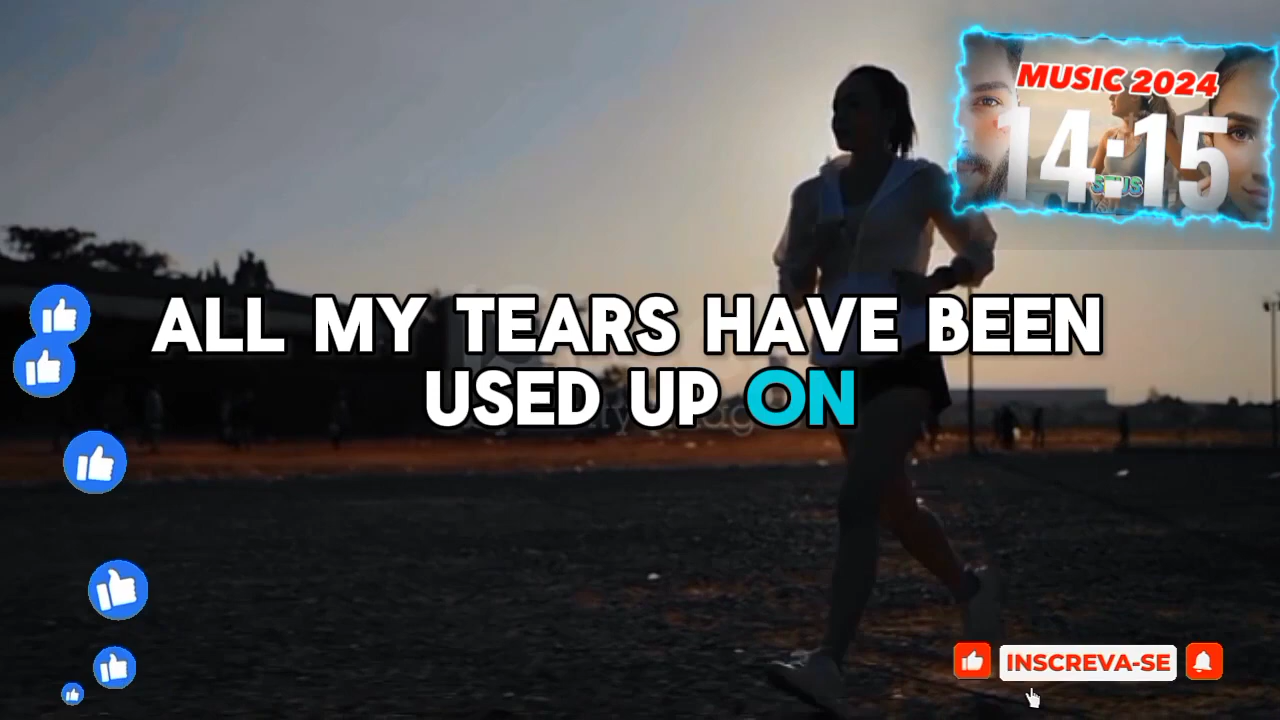 MUSIC 2024
14:15
ALL MY TEARS HAVE BEEN
USED UP ON
INSCREVA-SE